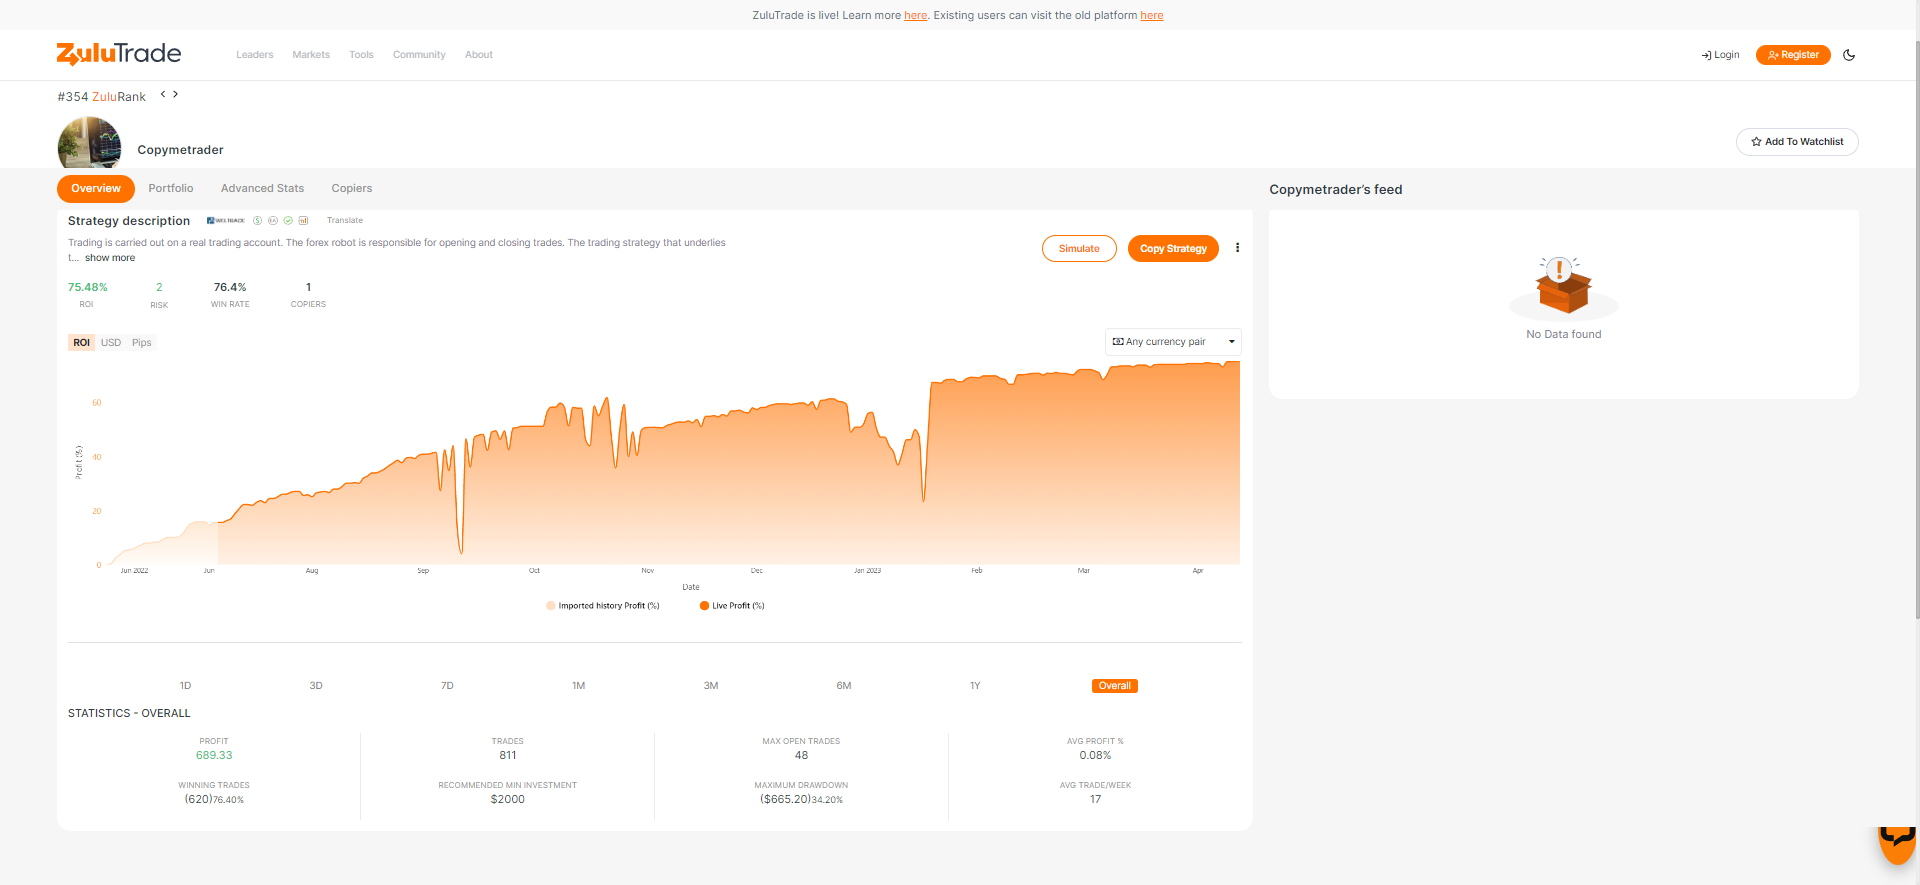 ZuluTrade is live! Learn more here. Existing users can visit the old platform here
ZuluTrade
Leaders Markets Tools Community About
Login Register
#354 ZuluRank
Copymetrader
Add To Watchlist
Overview Portfolio Advanced Stats Copiers
Copymetrader's feed
Strategy description
Translate
Trading is carried out on a real trading account. The forex robot is responsible for opening and closing trades. The trading strategy that underlies
t... show more
Simulate Copy Strategy
75.48% 2 76.4% 1
ROI RISK WIN RATE COPIERS
No Data found
ROI USD Pips
Any currency pair
60
40
20
0
Profit (%)
Jun 2022 Jun Aug Sep Oct Nov Dec Jan 2023 Feb Mar Apr
Date
Imported history Profit (%) Live Profit (%)
1D 3D 7D 1M 3M 6M 1Y Overall
STATISTICS - OVERALL
PROFIT TRADES MAX OPEN TRADES AVG PROFIT %
689.33 811 48 0.08%
WINNING TRADES RECOMMENDED MIN INVESTMENT MAXIMUM DRAWDOWN AVG TRADE/WEEK
(620)76.40% $2000 ($665.20)34.20% 17